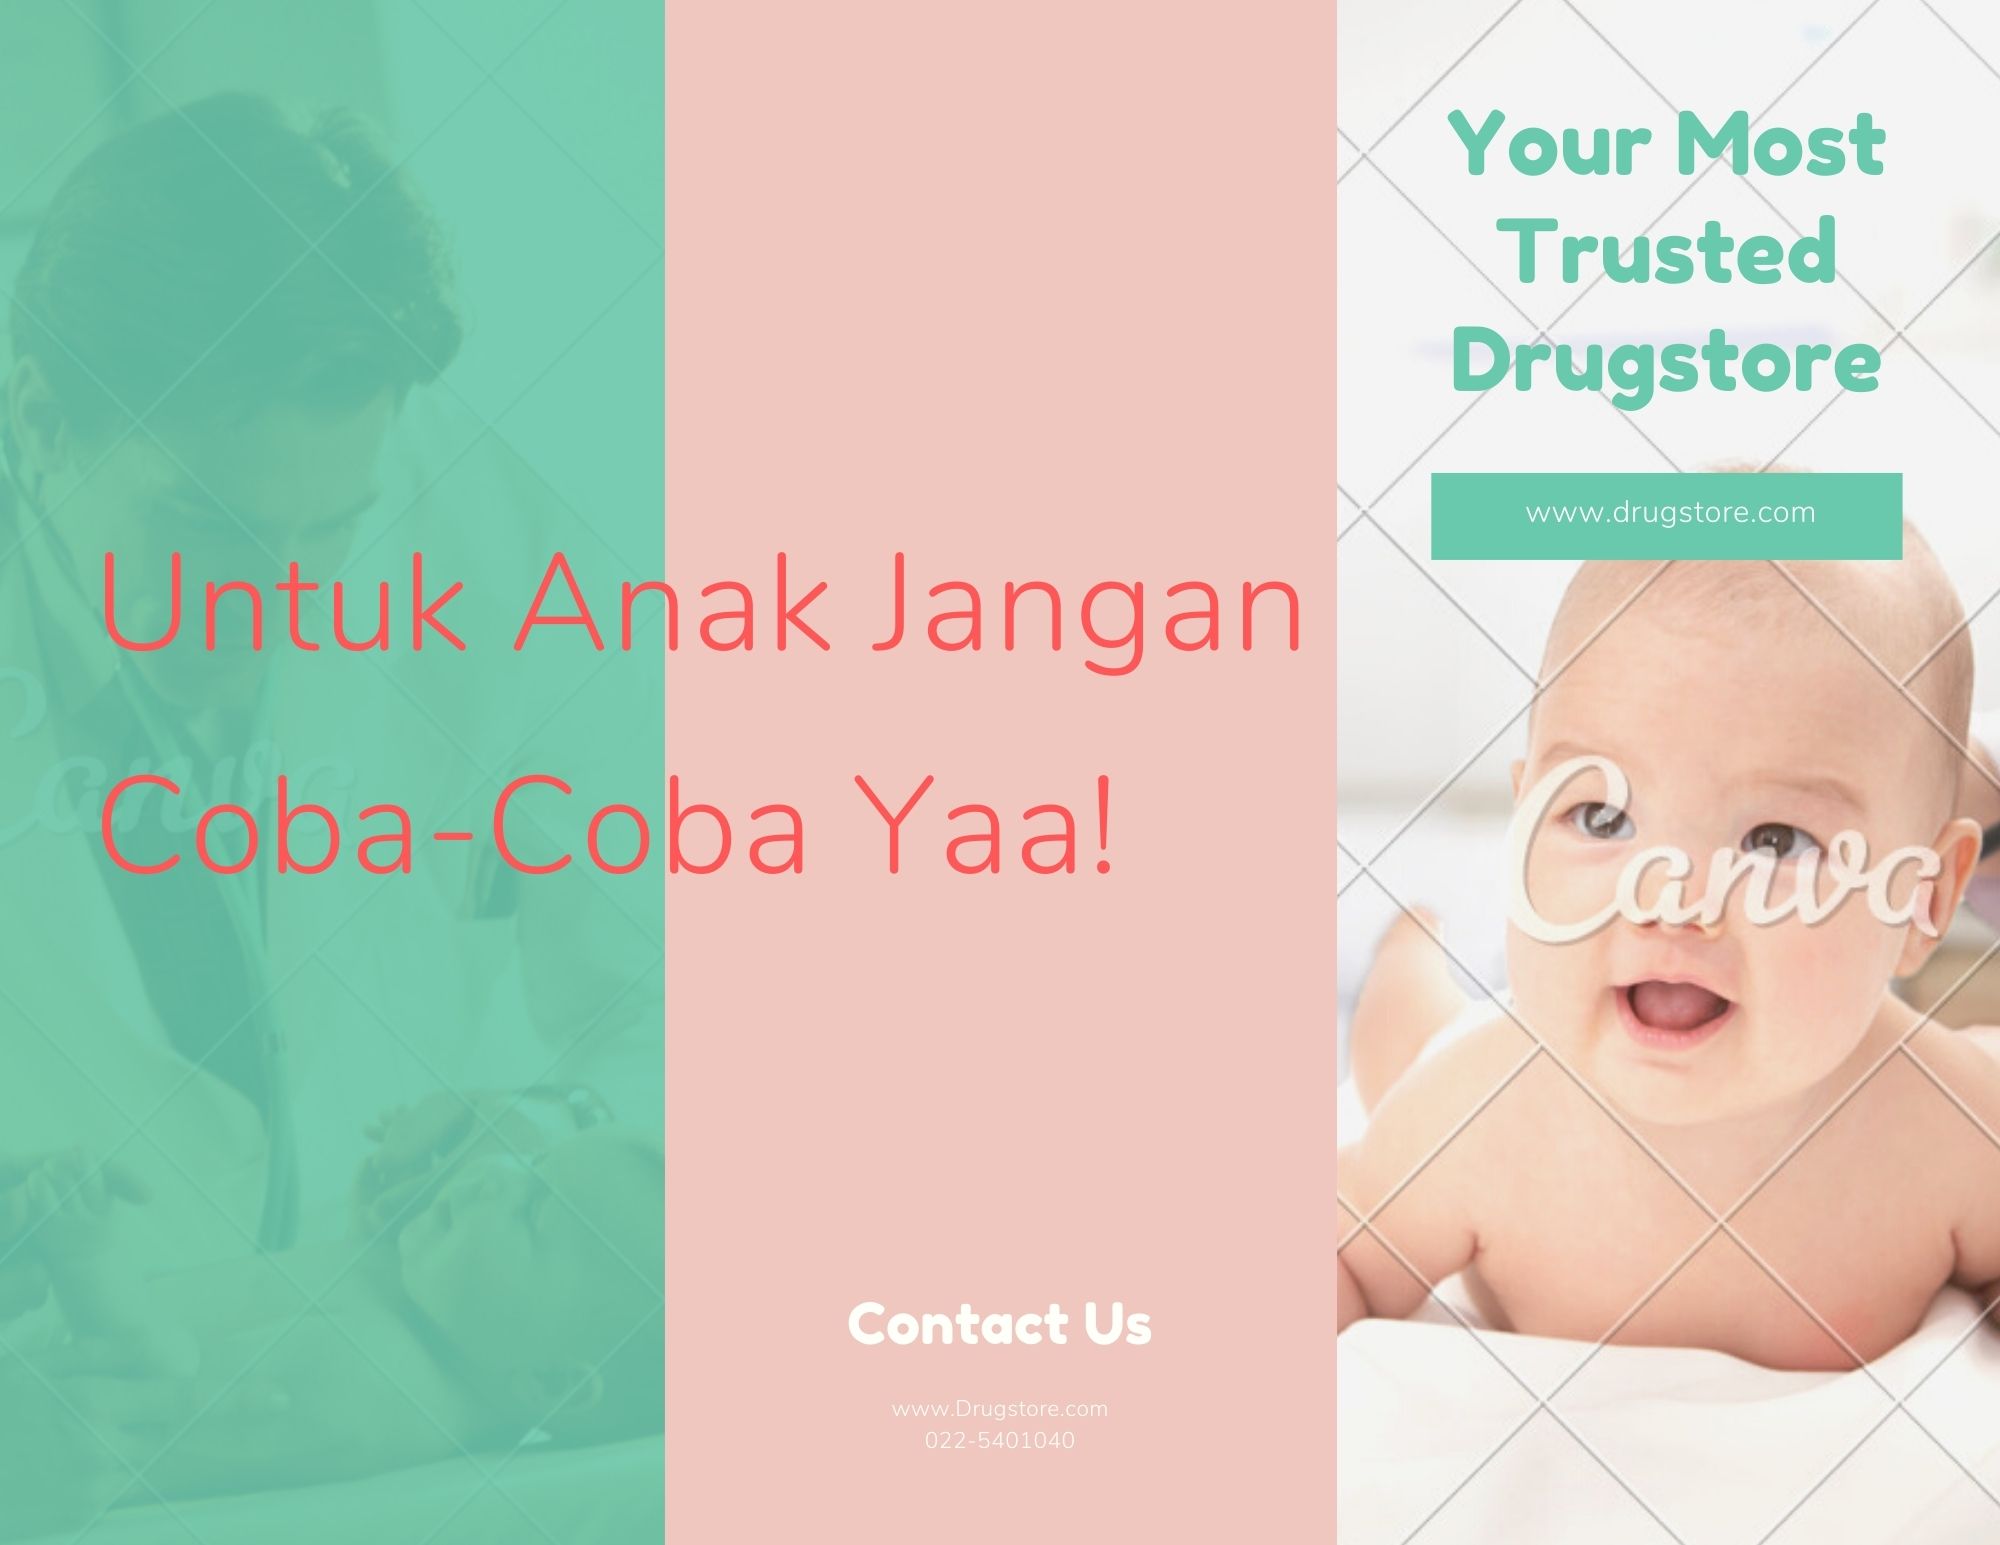 Untuk Anak Jangan
Coba-Coba Yaa!
Canva
Contact Us
www.Drugstore.com
022-5401040
Your Most
Trusted
Drugstore
www.drugstore.com
Canva